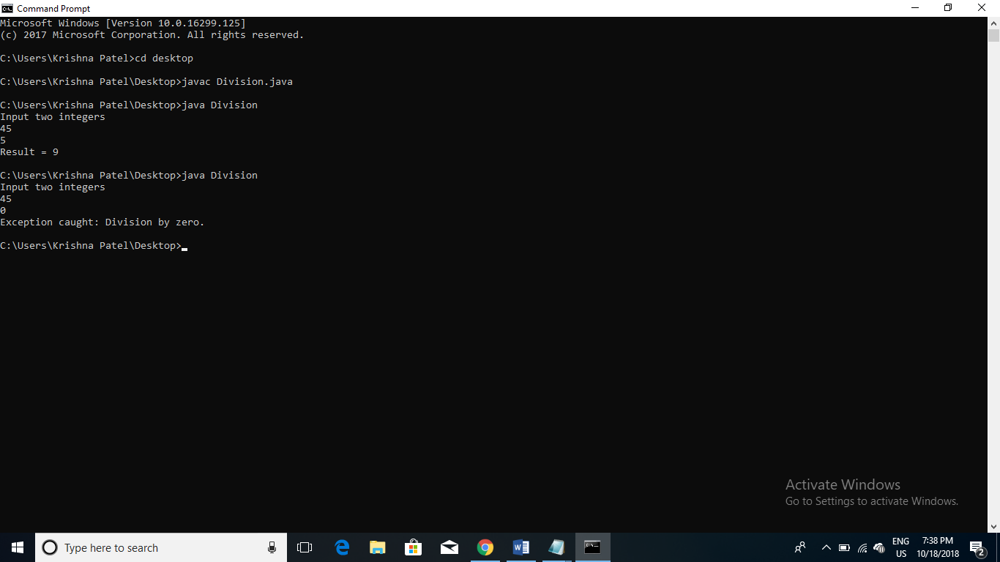 Command Prompt
Microsoft Windows [Version 10.0.16299.125]
(c) 2017 Microsoft Corporation. All rights reserved.
C:\Users\Krishna Patel>cd desktop
C:\Users\Krishna Patel\Desktop>javac Division.java
C:\Users\Krishna Patel\Desktop>java Division
Input two integers
45
5
Result = 9
C:\Users\Krishna Patel\Desktop>java Division
Input two integers
45
0
Exception caught: Division by zero.
C:\Users\Krishna Patel\Desktop>
Activate Windows
Go to Settings to activate Windows.
Type here to search
ENG
US
7:38 PM
10/18/2018
2